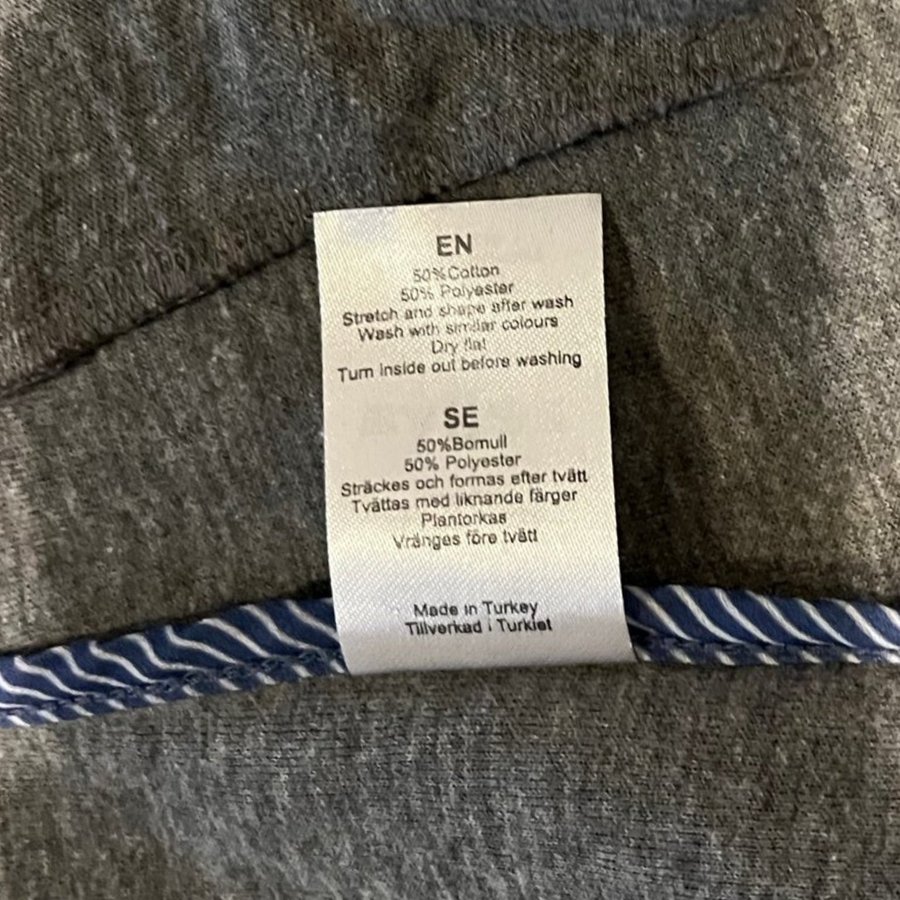 EN
50%Cotton
50% Polyester
Stretch and shape after wash
Wash with similar colours
Dry flat
Turn inside out before washing
SE
50%Bomull
50% Polyester
Sträckes och formas efter tvätt
Tvättas med liknande färger
Plantorkas
Vränges före tvätt
Made in Turkey
Tillverkad i Turkiet